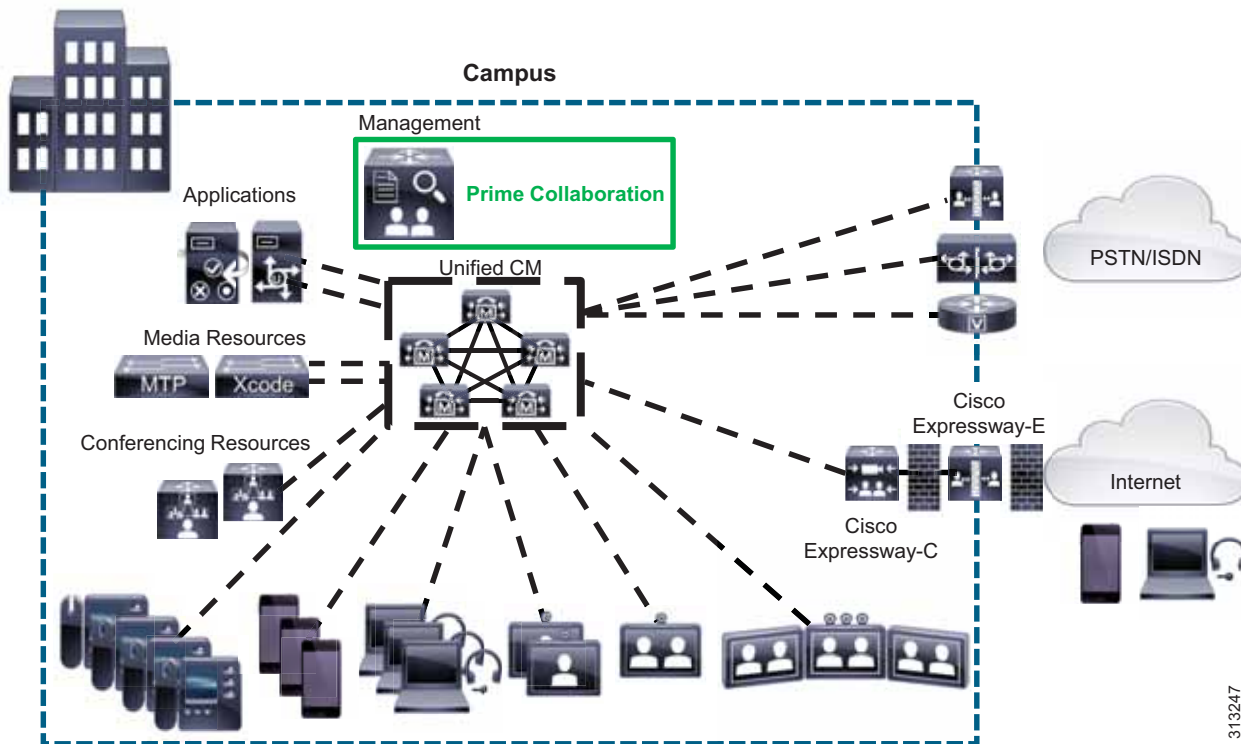 Campus
Management
Prime Collaboration
Applications
Unified CM
PSTN/ISDN
V
Media Resources
MTP
Xcode
M
M
M
M
M
Conferencing Resources
Cisco
Expressway-E
Internet
Cisco
Expressway-C
313247